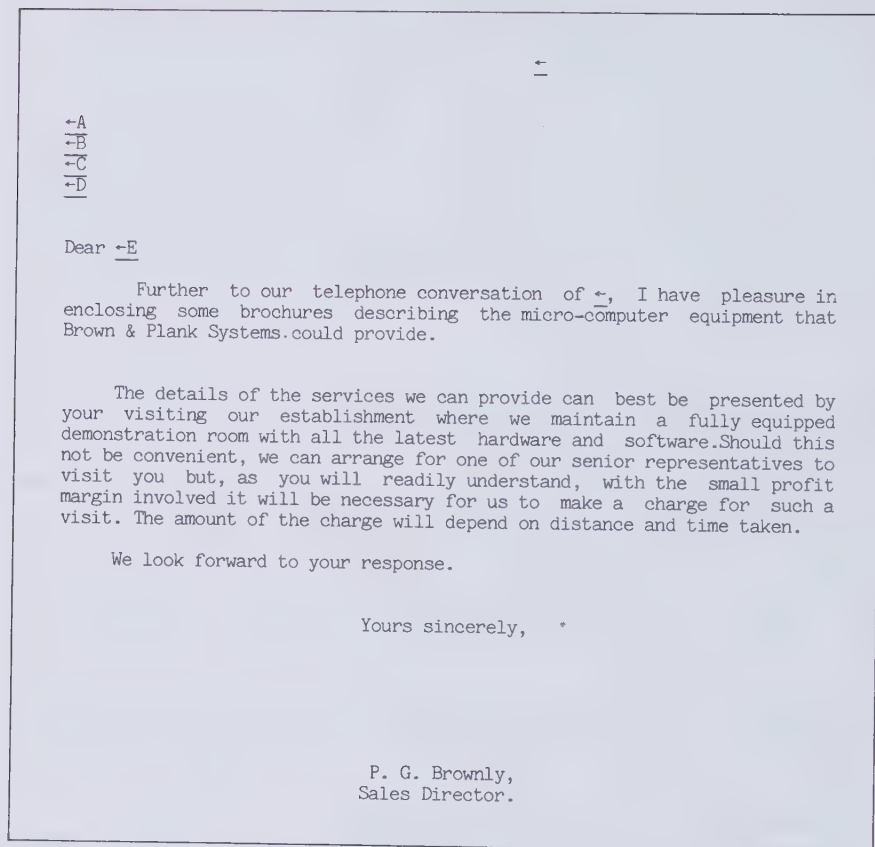 ←
←A
←B
←C
←D
Dear ←E
Further to our telephone conversation of ←, I have pleasure in
enclosing some brochures describing the micro-computer equipment that
Brown & Plank Systems.could provide.
The details of the services we can provide can best be presented by
your visiting our establishment where we maintain a fully equipped
demonstration room with all the latest hardware and software.Should this
not be convenient, we can arrange for one of our senior representatives to
visit you but, as you will readily understand, with the small profit
margin involved it will be necessary for us to make a charge for such a
visit. The amount of the charge will depend on distance and time taken.
We look forward to your response.
Yours sincerely,
P. G. Brownly,
Sales Director.